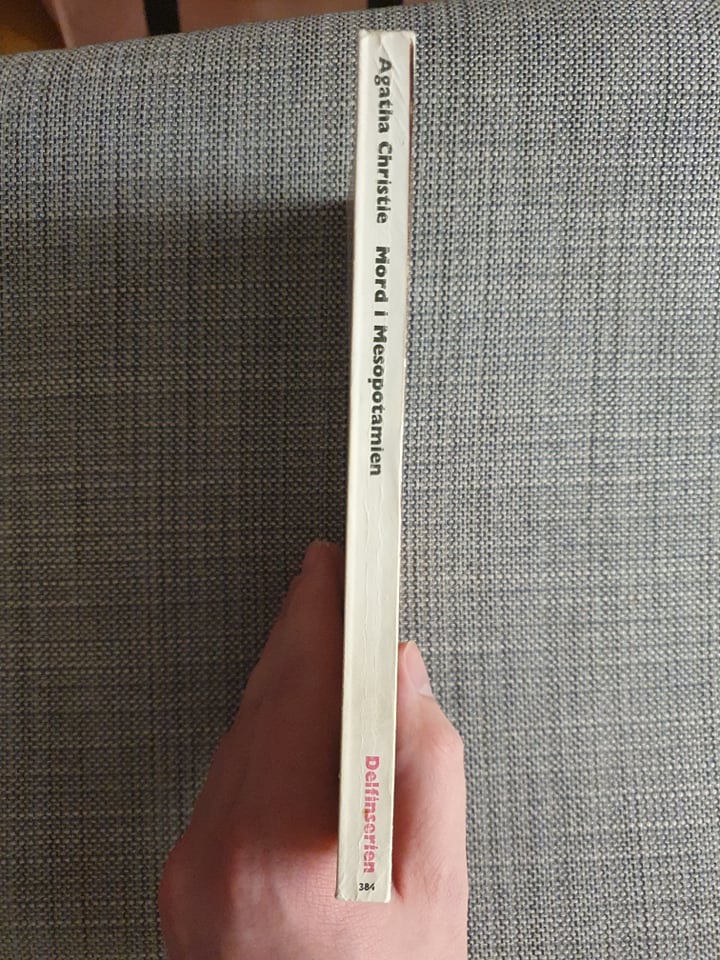 Agatha Christie Mord i Mesopotamien
Delfinserien
384